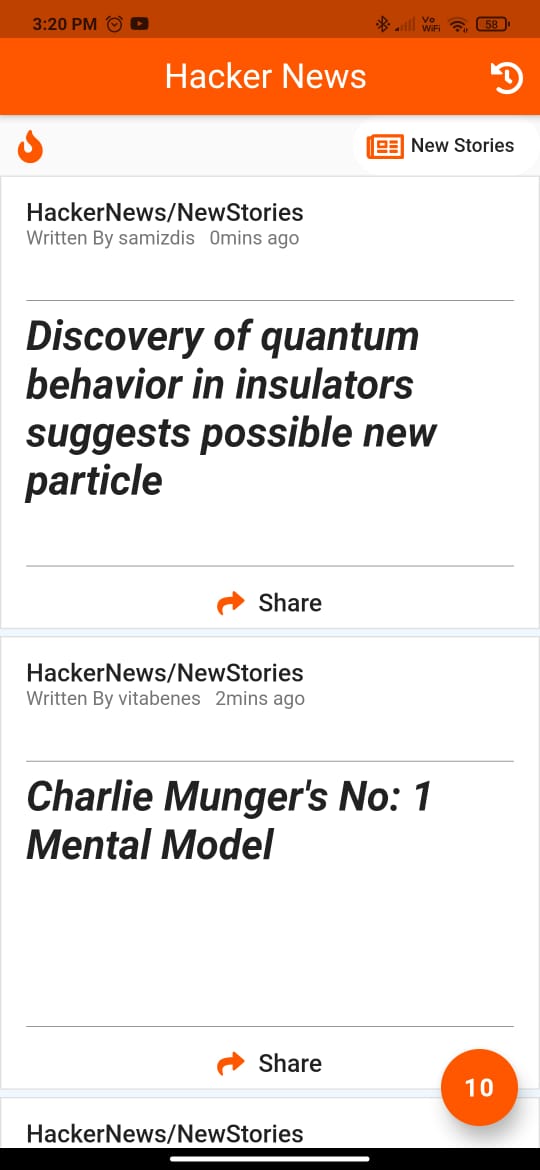 3:20 PM
Vo
WiFi
58
Hacker News
New Stories
HackerNews/NewStories
Written By samizdis 0mins ago
Discovery of quantum
behavior in insulators
suggests possible new
particle
Share
HackerNews/NewStories
Written By vitabenes 2mins ago
Charlie Munger's No: 1
Mental Model
Share
10
HackerNews/NewStories